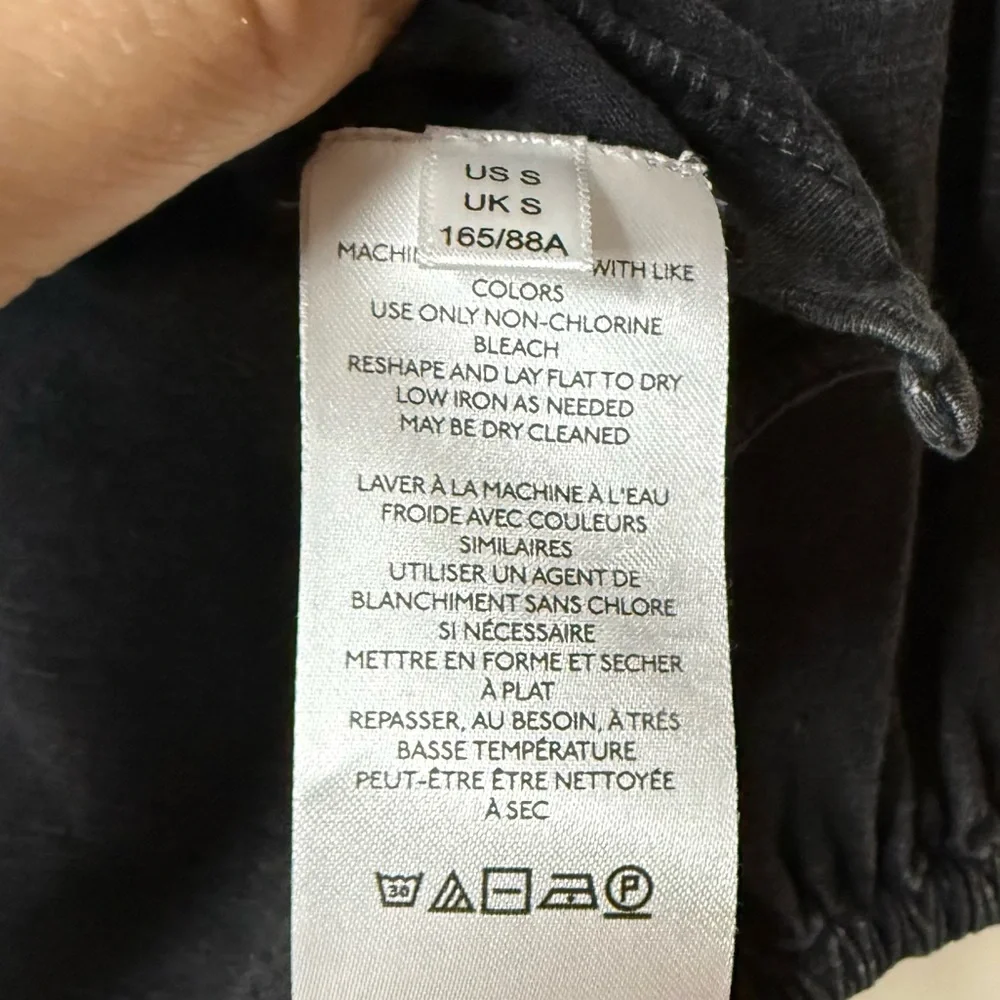 US S
UK S
165/88A
MACHI WITH LIKE
COLORS
USE ONLY NON-CHLORINE
BLEACH
RESHAPE AND LAY FLAT TO DRY
LOW IRON AS NEEDED
MAY BE DRY CLEANED
LAVER À LA MACHINE À L'EAU
FROIDE AVEC COULEURS
SIMILAIRES
UTILISER UN AGENT DE
BLANCHIMENT SANS CHLORE
SI NÉCESSAIRE
METTRE EN FORME ET SECHER
À PLAT
REPASSER, AU BESOIN, À TRÉS
BASSE TEMPÉRATURE
PEUT-ÊTRE ÊTRE NETTOYÉE
À SEC
30 P